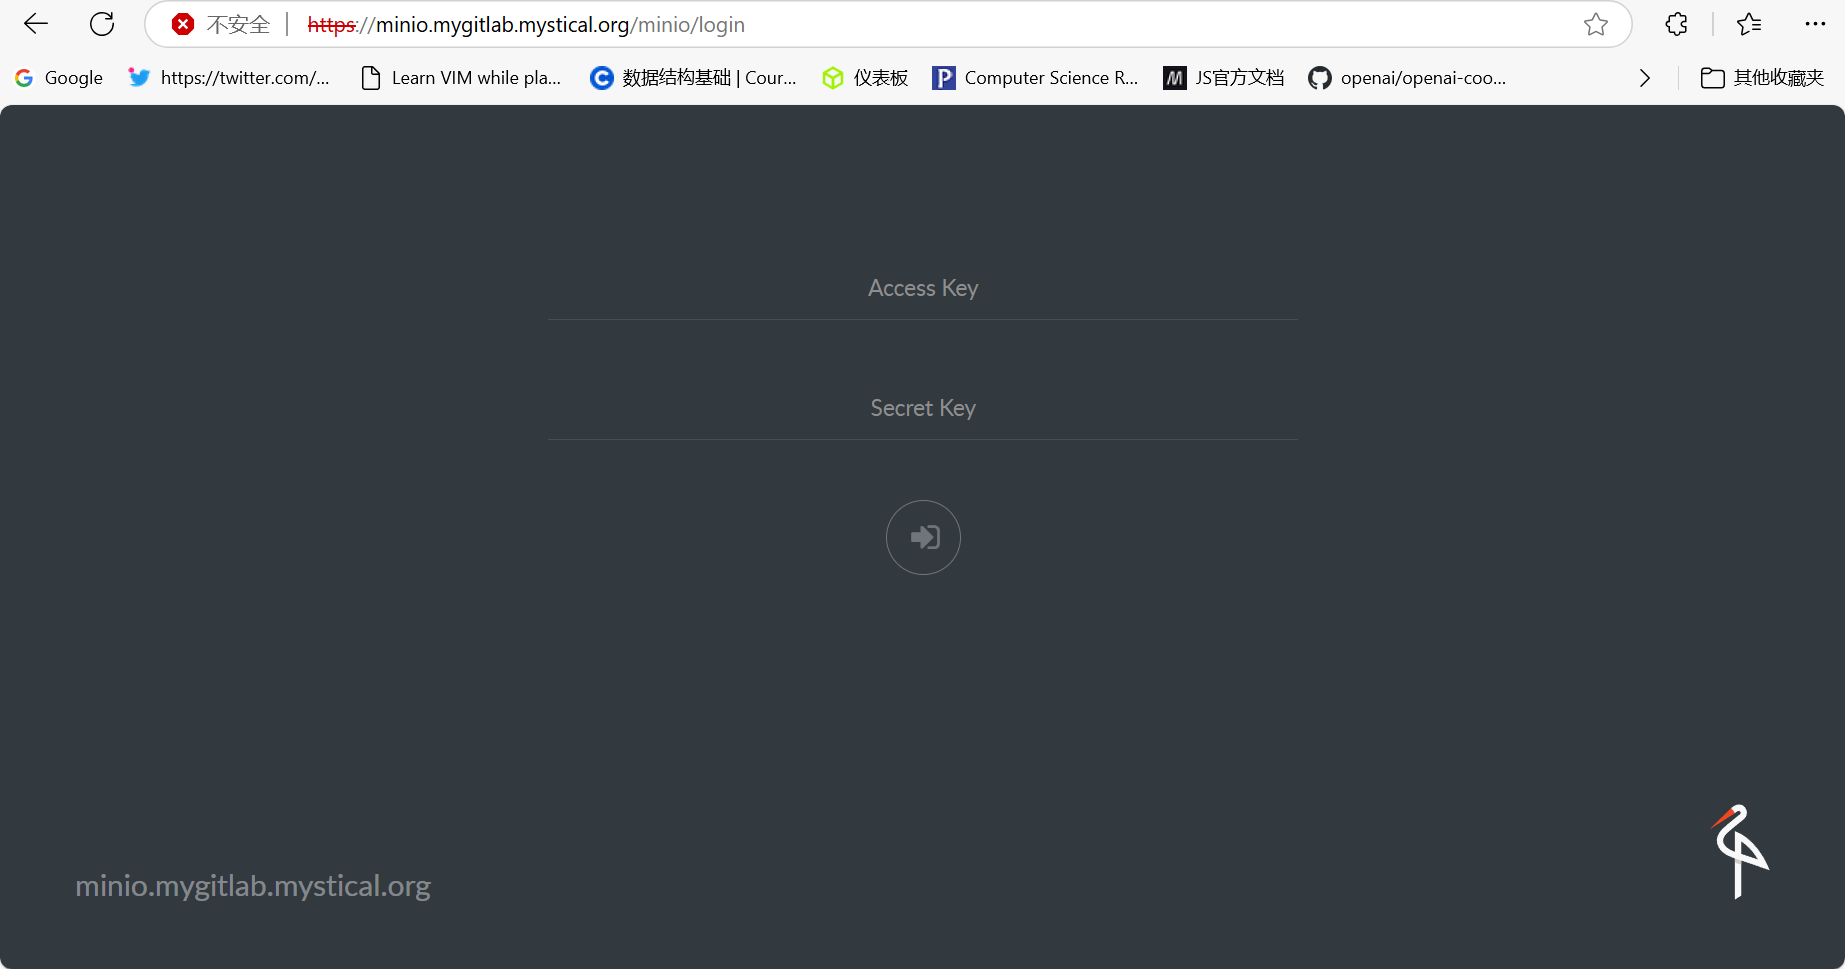 不安全 https://minio.mygitlab.mystical.org/minio/login
Google https://twitter.com/... Learn VIM while pla... 数据结构基础 | Cour... 仪表板 Computer Science R... JS官方文档 openai/openai-coo... 其他收藏夹
Access Key
Secret Key
minio.mygitlab.mystical.org